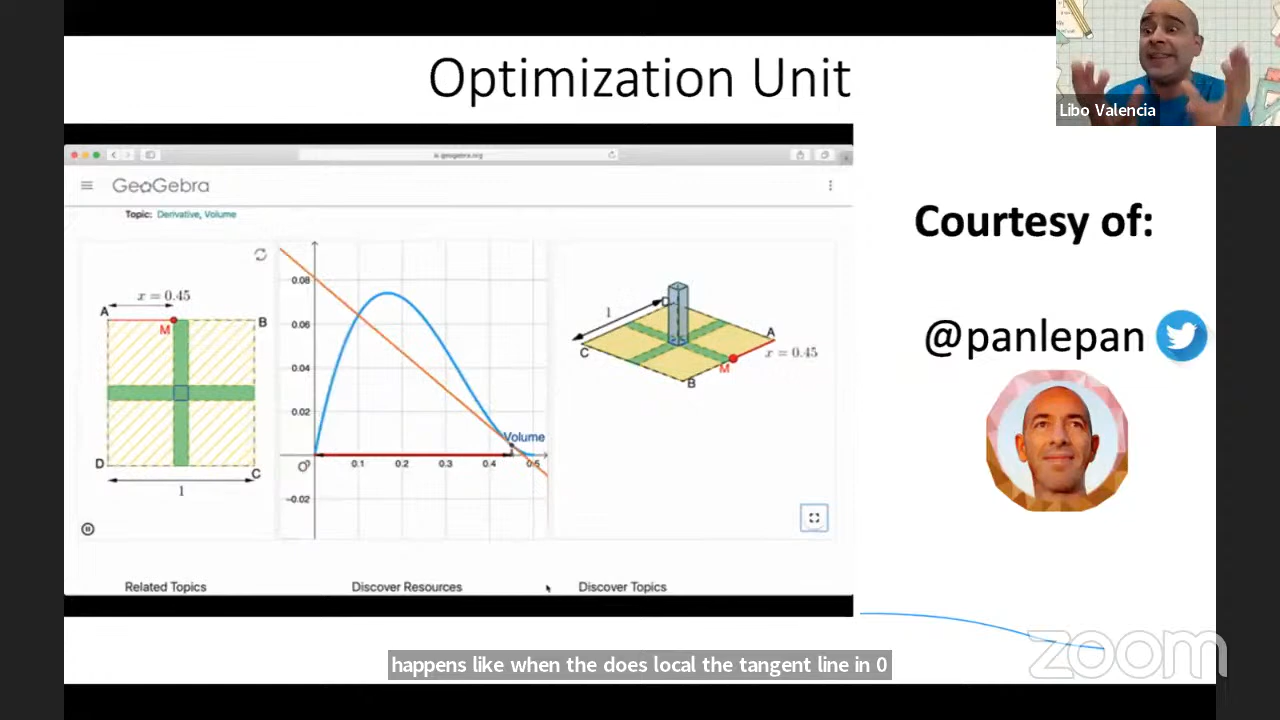 Optimization Unit
Libo Valencia
geogebra.org
GeoGebra
Topic: Derivative, Volume
x = 0.45
A
M
B
D
C
1
0.08
0.06
0.04
0.02
Volume
O
0.1
0.2
0.3
0.4
0.5
−0.02
1
D
A
C
x = 0.45
M
B
Related Topics
Discover Resources
Discover Topics
Courtesy of:
@panlepan
happens like when the does local the tangent line in 0
zoom